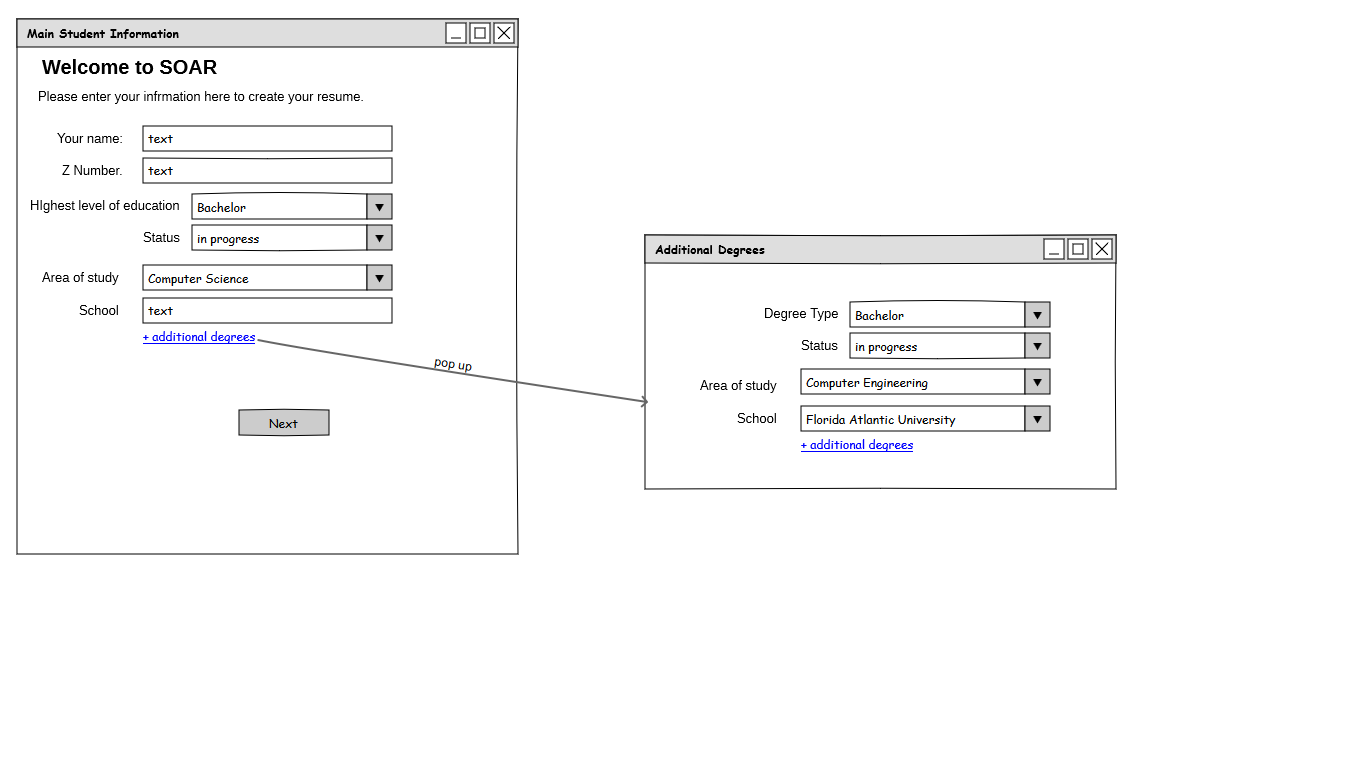 Main Student Information
Welcome to SOAR
Please enter your infrmation here to create your resume.
Your name: text
Z Number. text
HIghest level of education Bachelor
Status in progress
Area of study Computer Science
School text
+ additional degrees
pop up
Next
Additional Degrees
Degree Type Bachelor
Status in progress
Area of study Computer Engineering
School Florida Atlantic University
+ additional degrees